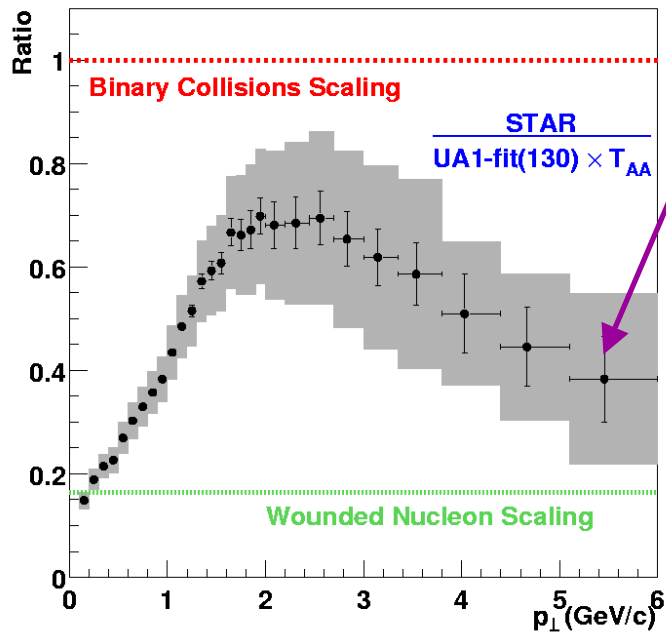 Ratio
1
0.8
0.6
0.4
0.2
0
Binary Collisions Scaling
STAR
UA1-fit(130) × T_AA
Wounded Nucleon Scaling
0 1 2 3 4 5 6
p⊥(GeV/c)